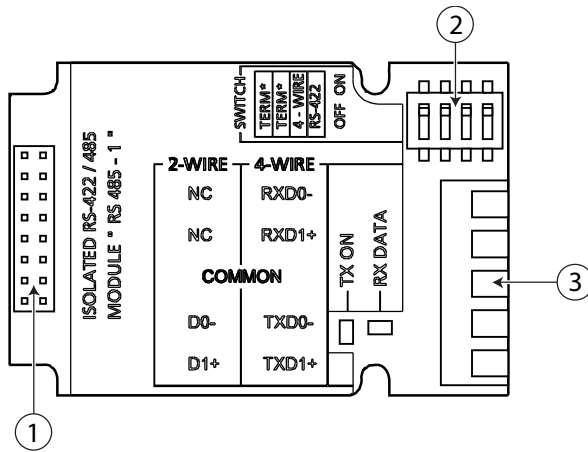 2
SWITCH
TERM*
TERM*
4 - WIRE
RS-422
OFF ON
ISOLATED RS-422 / 485
MODULE " RS 485 - 1 "
2-WIRE 4-WIRE
NC RXD0-
NC RXD1+
COMMON
D0- TXD0-
D1+ TXD1+
TX ON
RX DATA
3
1